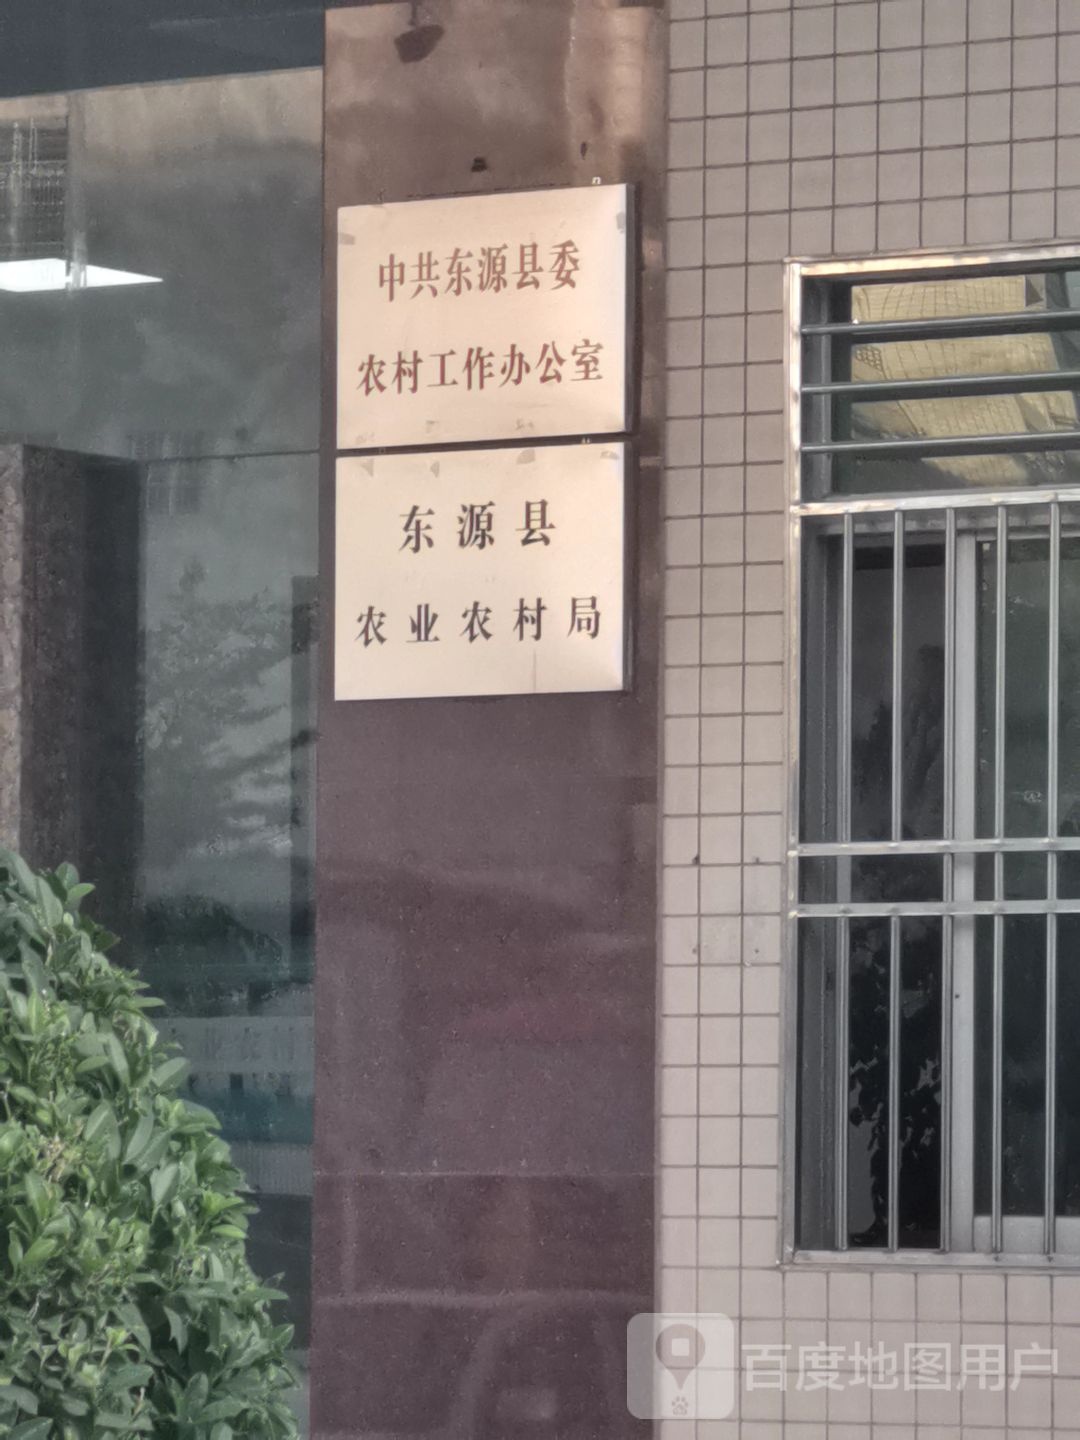 中共东源县委
农村工作办公室
东源县
农业农村局
百度地图用户